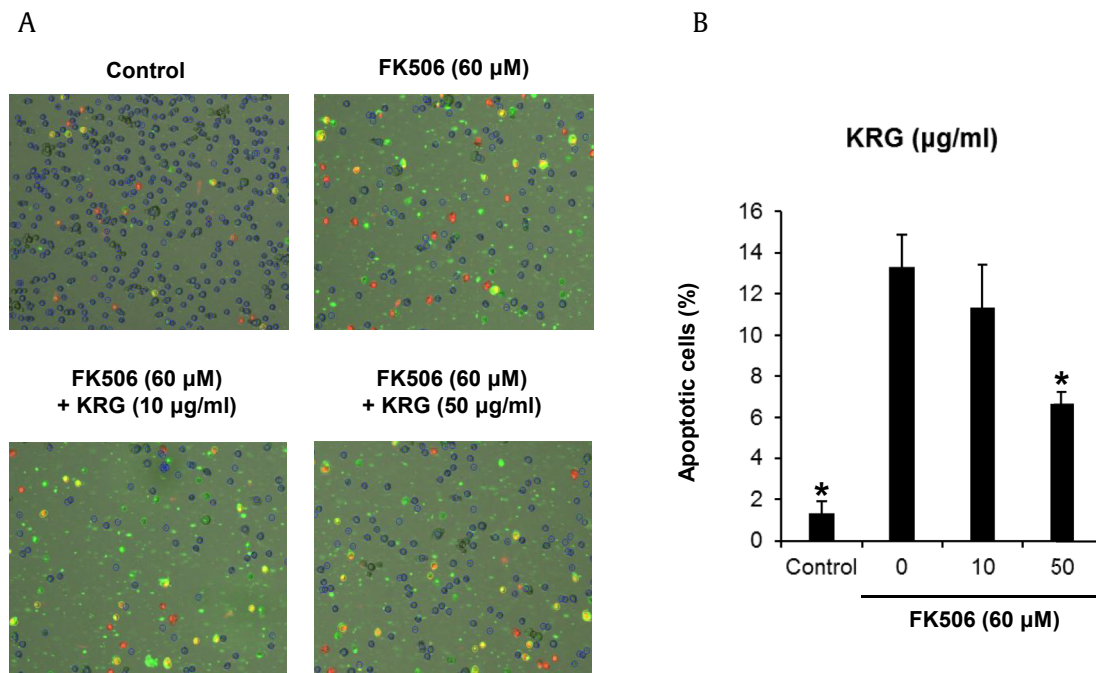 A
Control
FK506 (60 µM)
FK506 (60 µM)
+ KRG (10 µg/ml)
FK506 (60 µM)
+ KRG (50 µg/ml)
B
KRG (µg/ml)
Apoptotic cells (%)
16
14
12
10
8
6
4
2
0
*
*
Control 0 10 50
FK506 (60 µM)